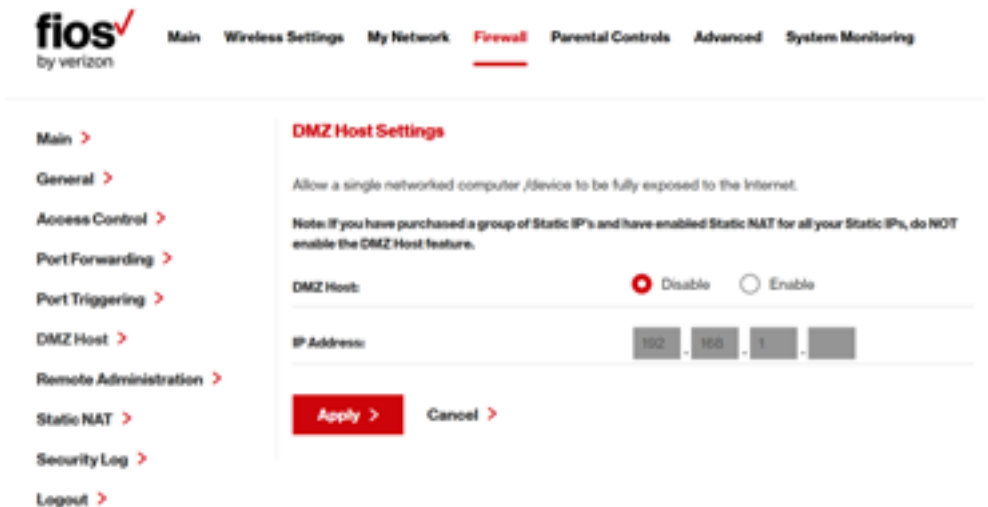 fios
by verizon
Main Wireless Settings My Network Firewall Parental Controls Advanced System Monitoring
Main >
General >
Access Control >
Port Forwarding >
Port Triggering >
DMZ Host >
Remote Administration >
Static NAT >
Security Log >
Logout >
DMZ Host Settings
Allow a single networked computer /device to be fully exposed to the Internet.
Note: If you have purchased a group of Static IP's and have enabled Static NAT for all your Static IPs, do NOT
enable the DMZ Host feature.
DMZ Host: Disable Enable
IP Address: 192 . 168 . 1 .
Apply > Cancel >